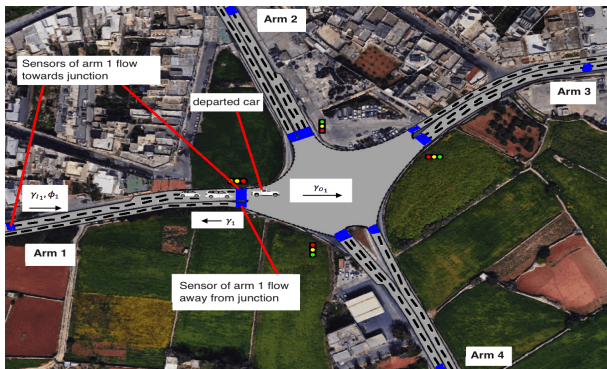 Arm 2
Sensors of arm 1 flow
towards junction
Arm 3
departed car
γI1, ϕ1
γO1
γ1
Arm 1
Sensor of arm 1 flow
away from junction
Arm 4